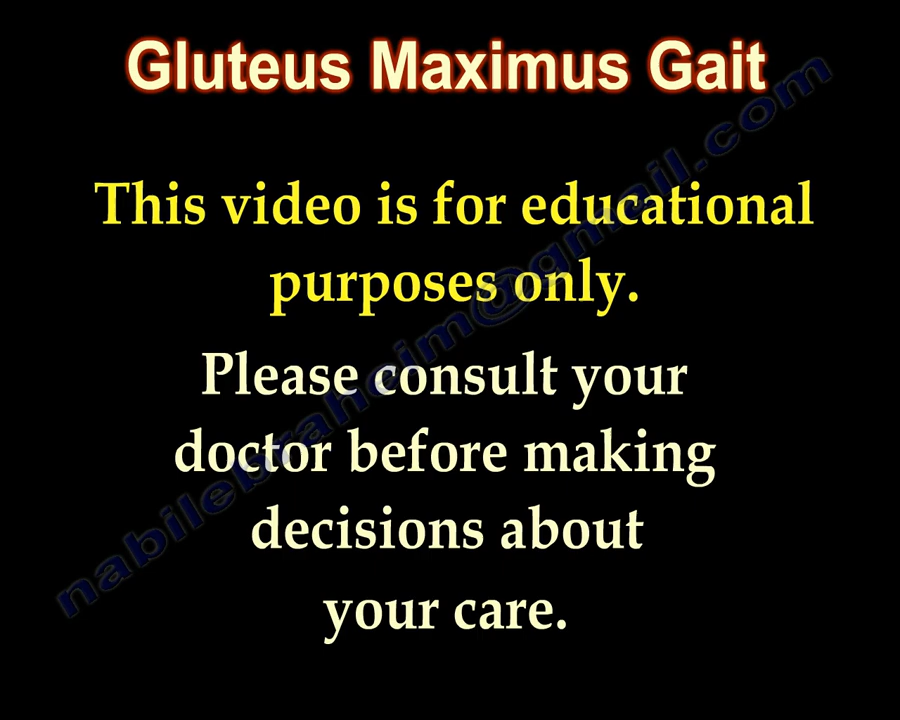 Gluteus Maximus Gait
This video is for educational
purposes only.
Please consult your
doctor before making
decisions about
your care.
nabilebraheim@gmail.com